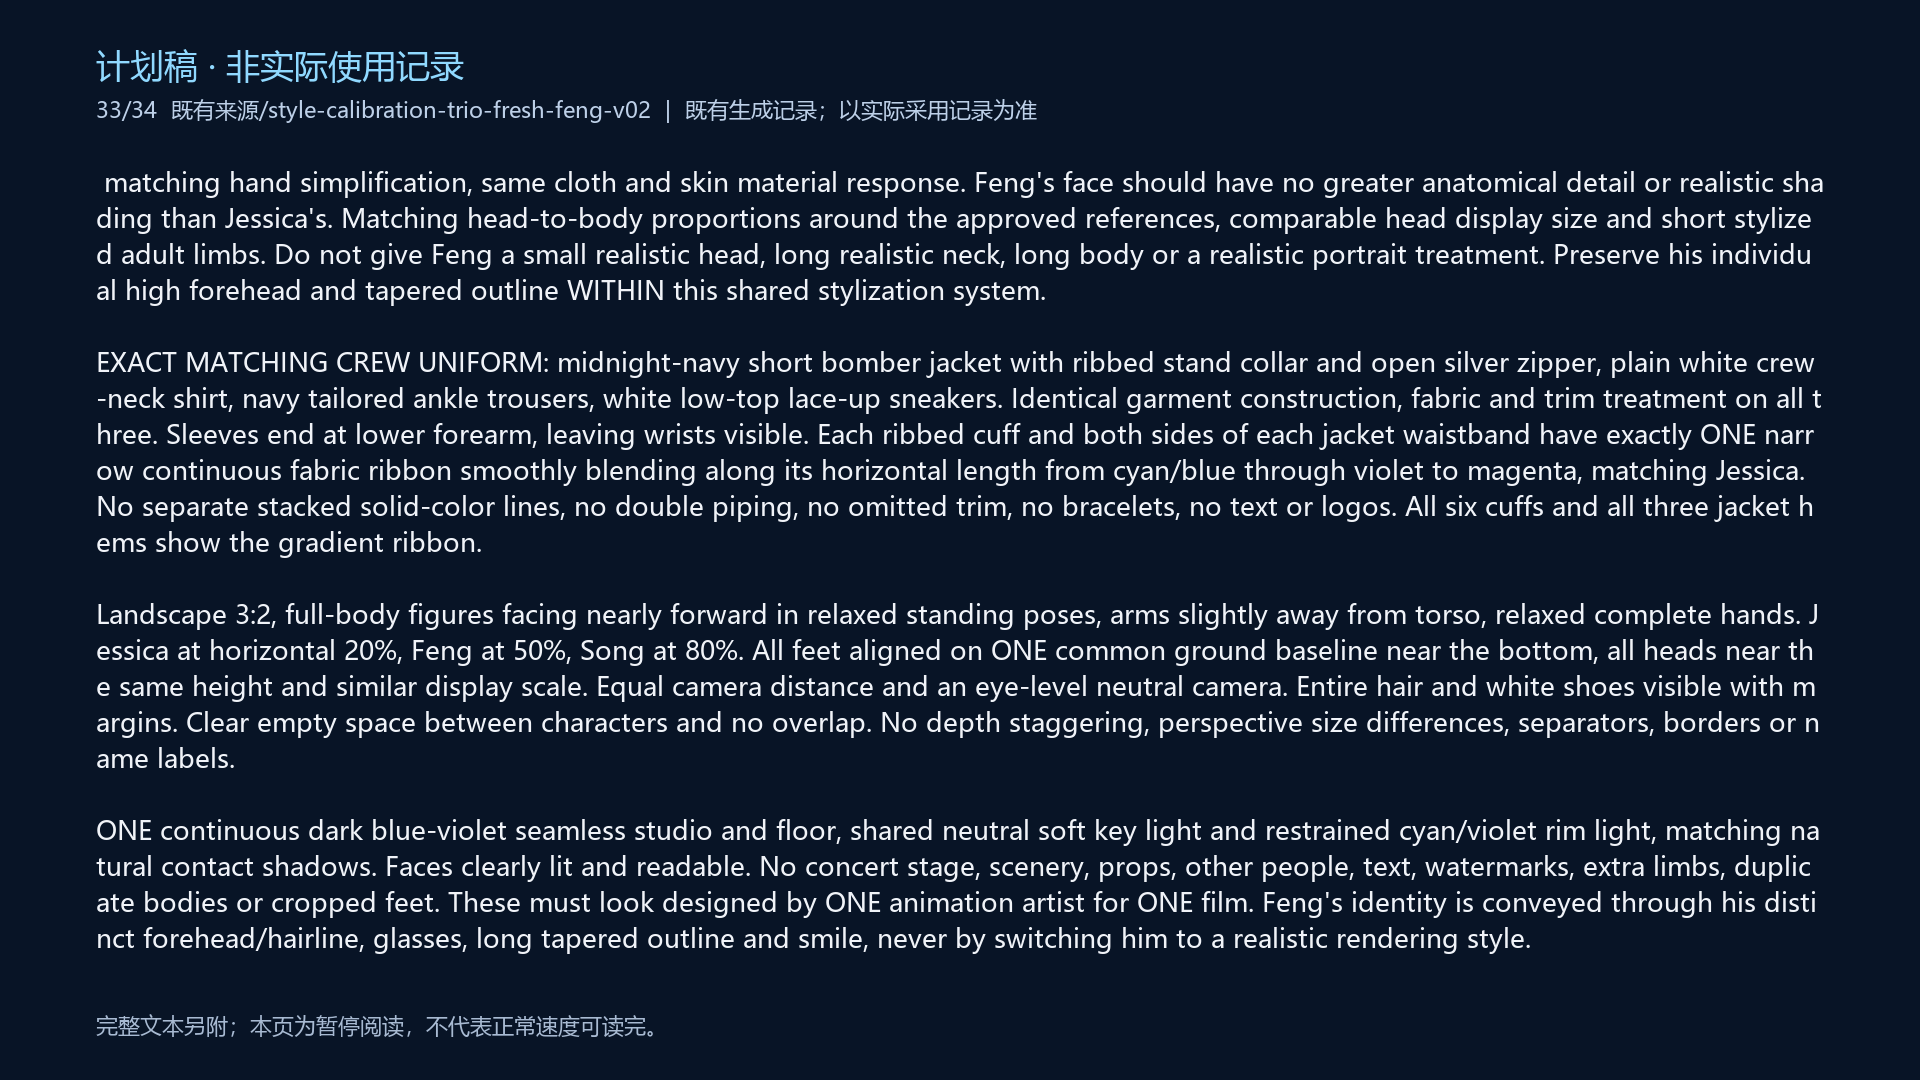 计划稿 · 非实际使用记录
33/34 既有来源/style-calibration-trio-fresh-feng-v02 | 既有生成记录；以实际采用记录为准
matching hand simplification, same cloth and skin material response. Feng's face should have no greater anatomical detail or realistic sha
ding than Jessica's. Matching head-to-body proportions around the approved references, comparable head display size and short stylize
d adult limbs. Do not give Feng a small realistic head, long realistic neck, long body or a realistic portrait treatment. Preserve his individu
al high forehead and tapered outline WITHIN this shared stylization system.
EXACT MATCHING CREW UNIFORM: midnight-navy short bomber jacket with ribbed stand collar and open silver zipper, plain white crew
-neck shirt, navy tailored ankle trousers, white low-top lace-up sneakers. Identical garment construction, fabric and trim treatment on all t
hree. Sleeves end at lower forearm, leaving wrists visible. Each ribbed cuff and both sides of each jacket waistband have exactly ONE narr
ow continuous fabric ribbon smoothly blending along its horizontal length from cyan/blue through violet to magenta, matching Jessica.
No separate stacked solid-color lines, no double piping, no omitted trim, no bracelets, no text or logos. All six cuffs and all three jacket h
ems show the gradient ribbon.
Landscape 3:2, full-body figures facing nearly forward in relaxed standing poses, arms slightly away from torso, relaxed complete hands. J
essica at horizontal 20%, Feng at 50%, Song at 80%. All feet aligned on ONE common ground baseline near the bottom, all heads near th
e same height and similar display scale. Equal camera distance and an eye-level neutral camera. Entire hair and white shoes visible with m
argins. Clear empty space between characters and no overlap. No depth staggering, perspective size differences, separators, borders or n
ame labels.
ONE continuous dark blue-violet seamless studio and floor, shared neutral soft key light and restrained cyan/violet rim light, matching na
tural contact shadows. Faces clearly lit and readable. No concert stage, scenery, props, other people, text, watermarks, extra limbs, duplic
ate bodies or cropped feet. These must look designed by ONE animation artist for ONE film. Feng's identity is conveyed through his disti
nct forehead/hairline, glasses, long tapered outline and smile, never by switching him to a realistic rendering style.
完整文本另附；本页为暂停阅读，不代表正常速度可读完。